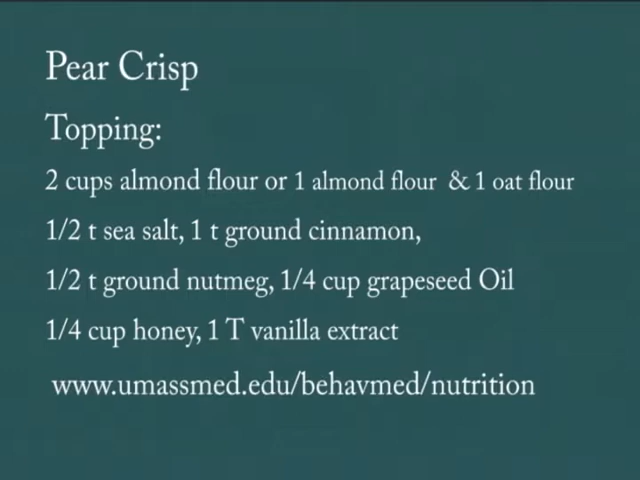 Pear Crisp
Topping:
2 cups almond flour or 1 almond flour & 1 oat flour
1/2 t sea salt, 1 t ground cinnamon,
1/2 t ground nutmeg, 1/4 cup grapeseed Oil
1/4 cup honey, 1 T vanilla extract
www.umassmed.edu/behavmed/nutrition